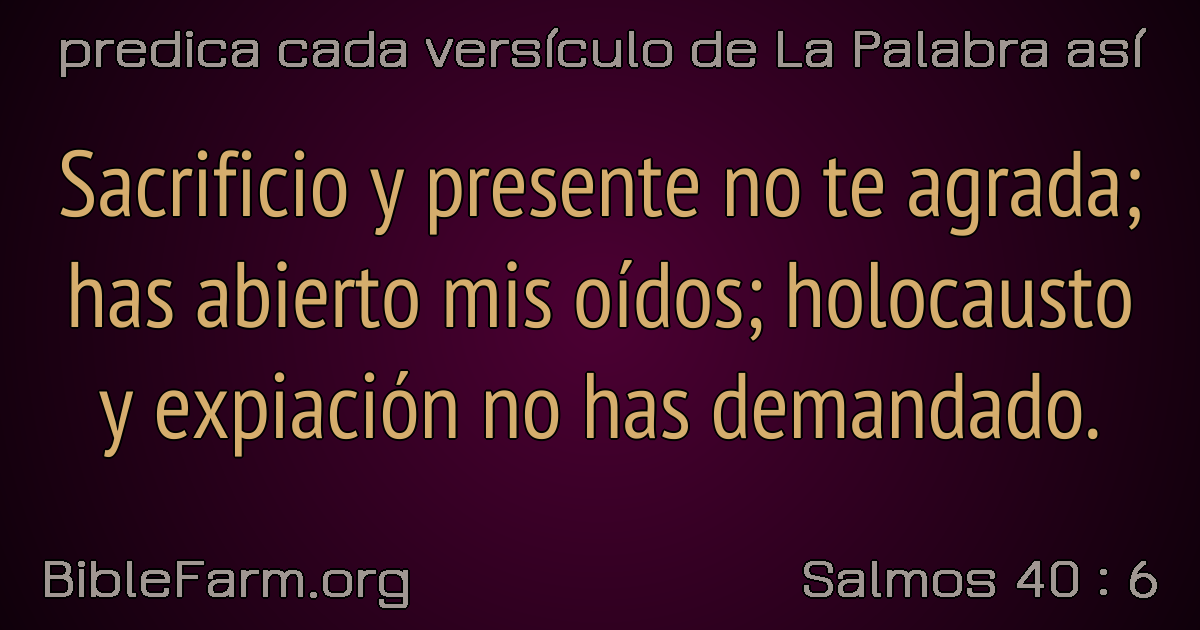 predica cada versículo de La Palabra así
Sacrificio y presente no te agrada;
has abierto mis oídos; holocausto
y expiación no has demandado.
BibleFarm.org
Salmos 40 : 6